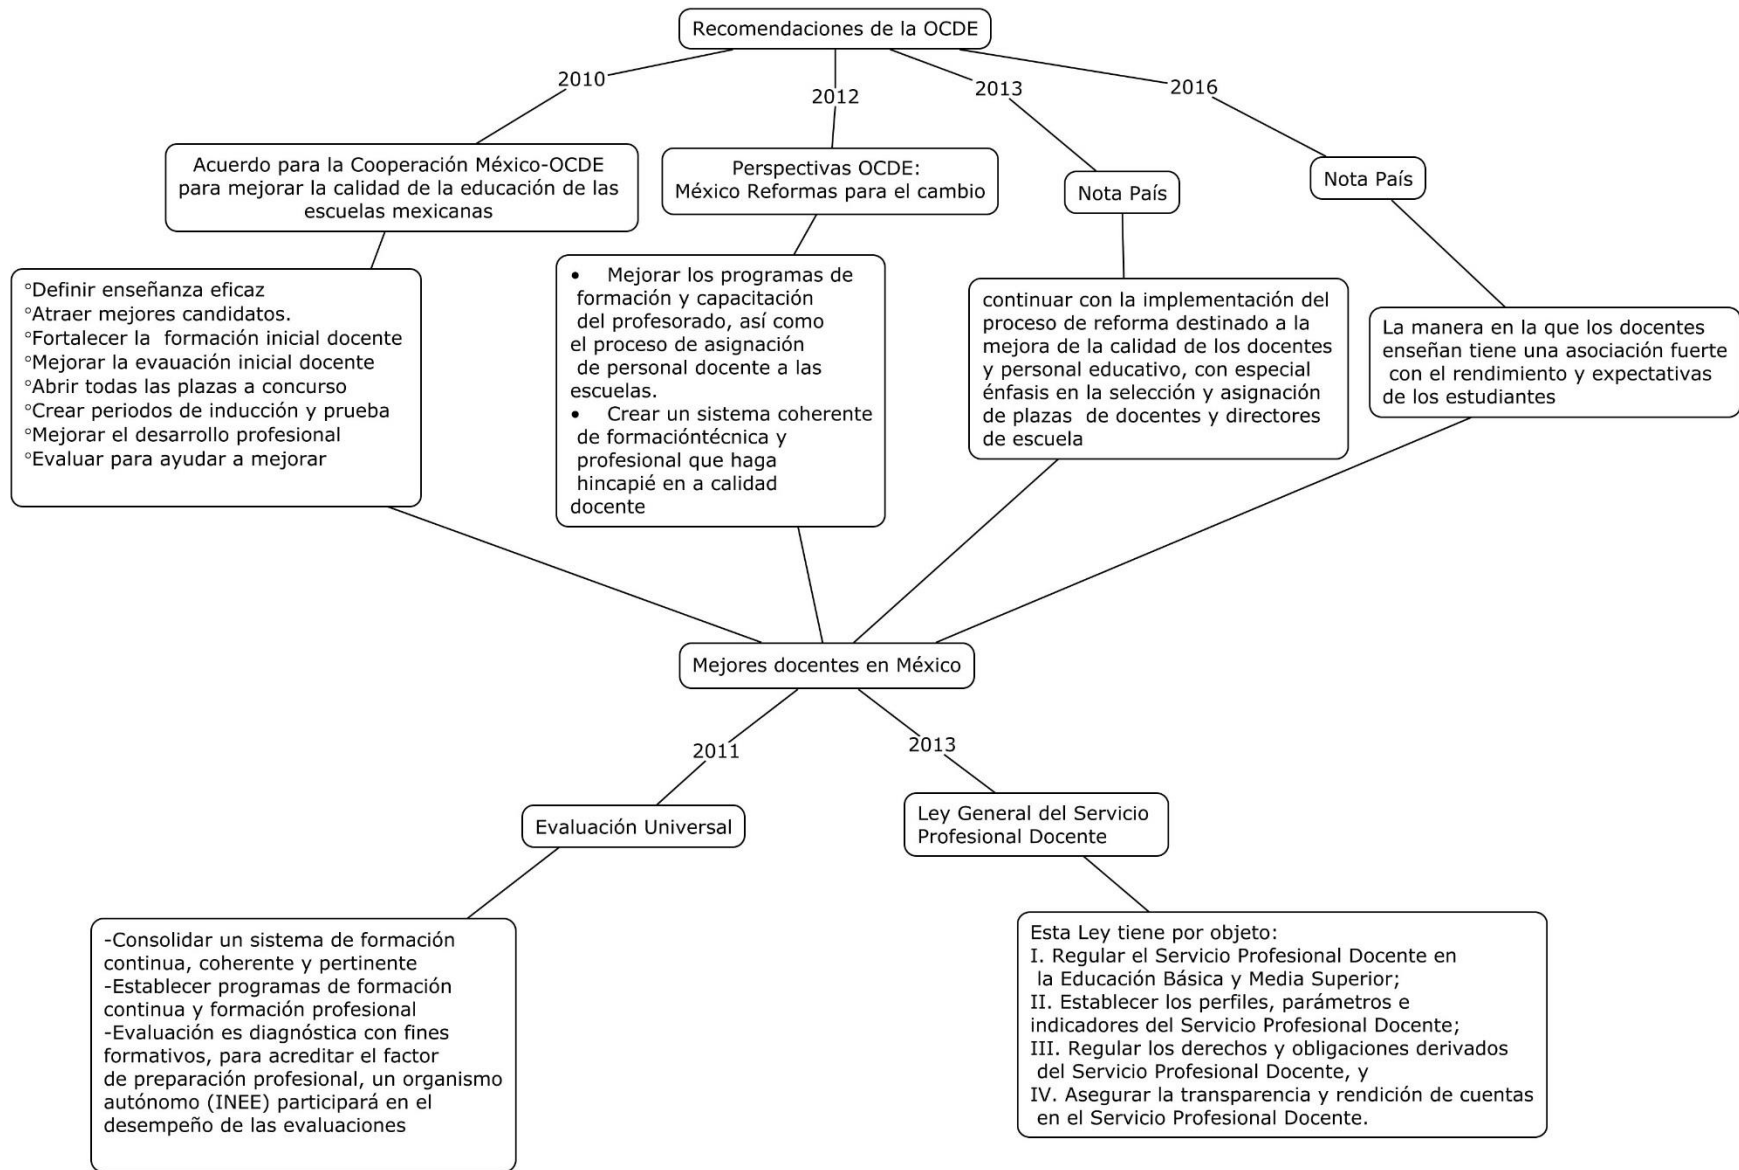 Recomendaciones de la OCDE
2010
2012
2013
2016
Acuerdo para la Cooperación México-OCDE
para mejorar la calidad de la educación de las
escuelas mexicanas
Perspectivas OCDE:
México Reformas para el cambio
Nota País
Nota País
°Definir enseñanza eficaz
°Atraer mejores candidatos.
°Fortalecer la  formación inicial docente
°Mejorar la evauación inicial docente
°Abrir todas las plazas a concurso
°Crear periodos de inducción y prueba
°Mejorar el desarrollo profesional
°Evaluar para ayudar a mejorar
• Mejorar los programas de
formación y capacitación
del profesorado, así como
el proceso de asignación
de personal docente a las
escuelas.
• Crear un sistema coherente
de formacióntécnica y
profesional que haga
hincapié en a calidad
docente
continuar con la implementación del
proceso de reforma destinado a la
mejora de la calidad de los docentes
y personal educativo, con especial
énfasis en la selección y asignación
de plazas  de docentes y directores
de escuela
La manera en la que los docentes
enseñan tiene una asociación fuerte
con el rendimiento y expectativas
de los estudiantes
Mejores docentes en México
2011
2013
Evaluación Universal
Ley General del Servicio
Profesional Docente
-Consolidar un sistema de formación
continua, coherente y pertinente
-Establecer programas de formación
continua y formación profesional
-Evaluación es diagnóstica con fines
formativos, para acreditar el factor
de preparación profesional, un organismo
autónomo (INEE) participará en el
desempeño de las evaluaciones
Esta Ley tiene por objeto:
I. Regular el Servicio Profesional Docente en
la Educación Básica y Media Superior;
II. Establecer los perfiles, parámetros e
indicadores del Servicio Profesional Docente;
III. Regular los derechos y obligaciones derivados
del Servicio Profesional Docente, y
IV. Asegurar la transparencia y rendición de cuentas
en el Servicio Profesional Docente.